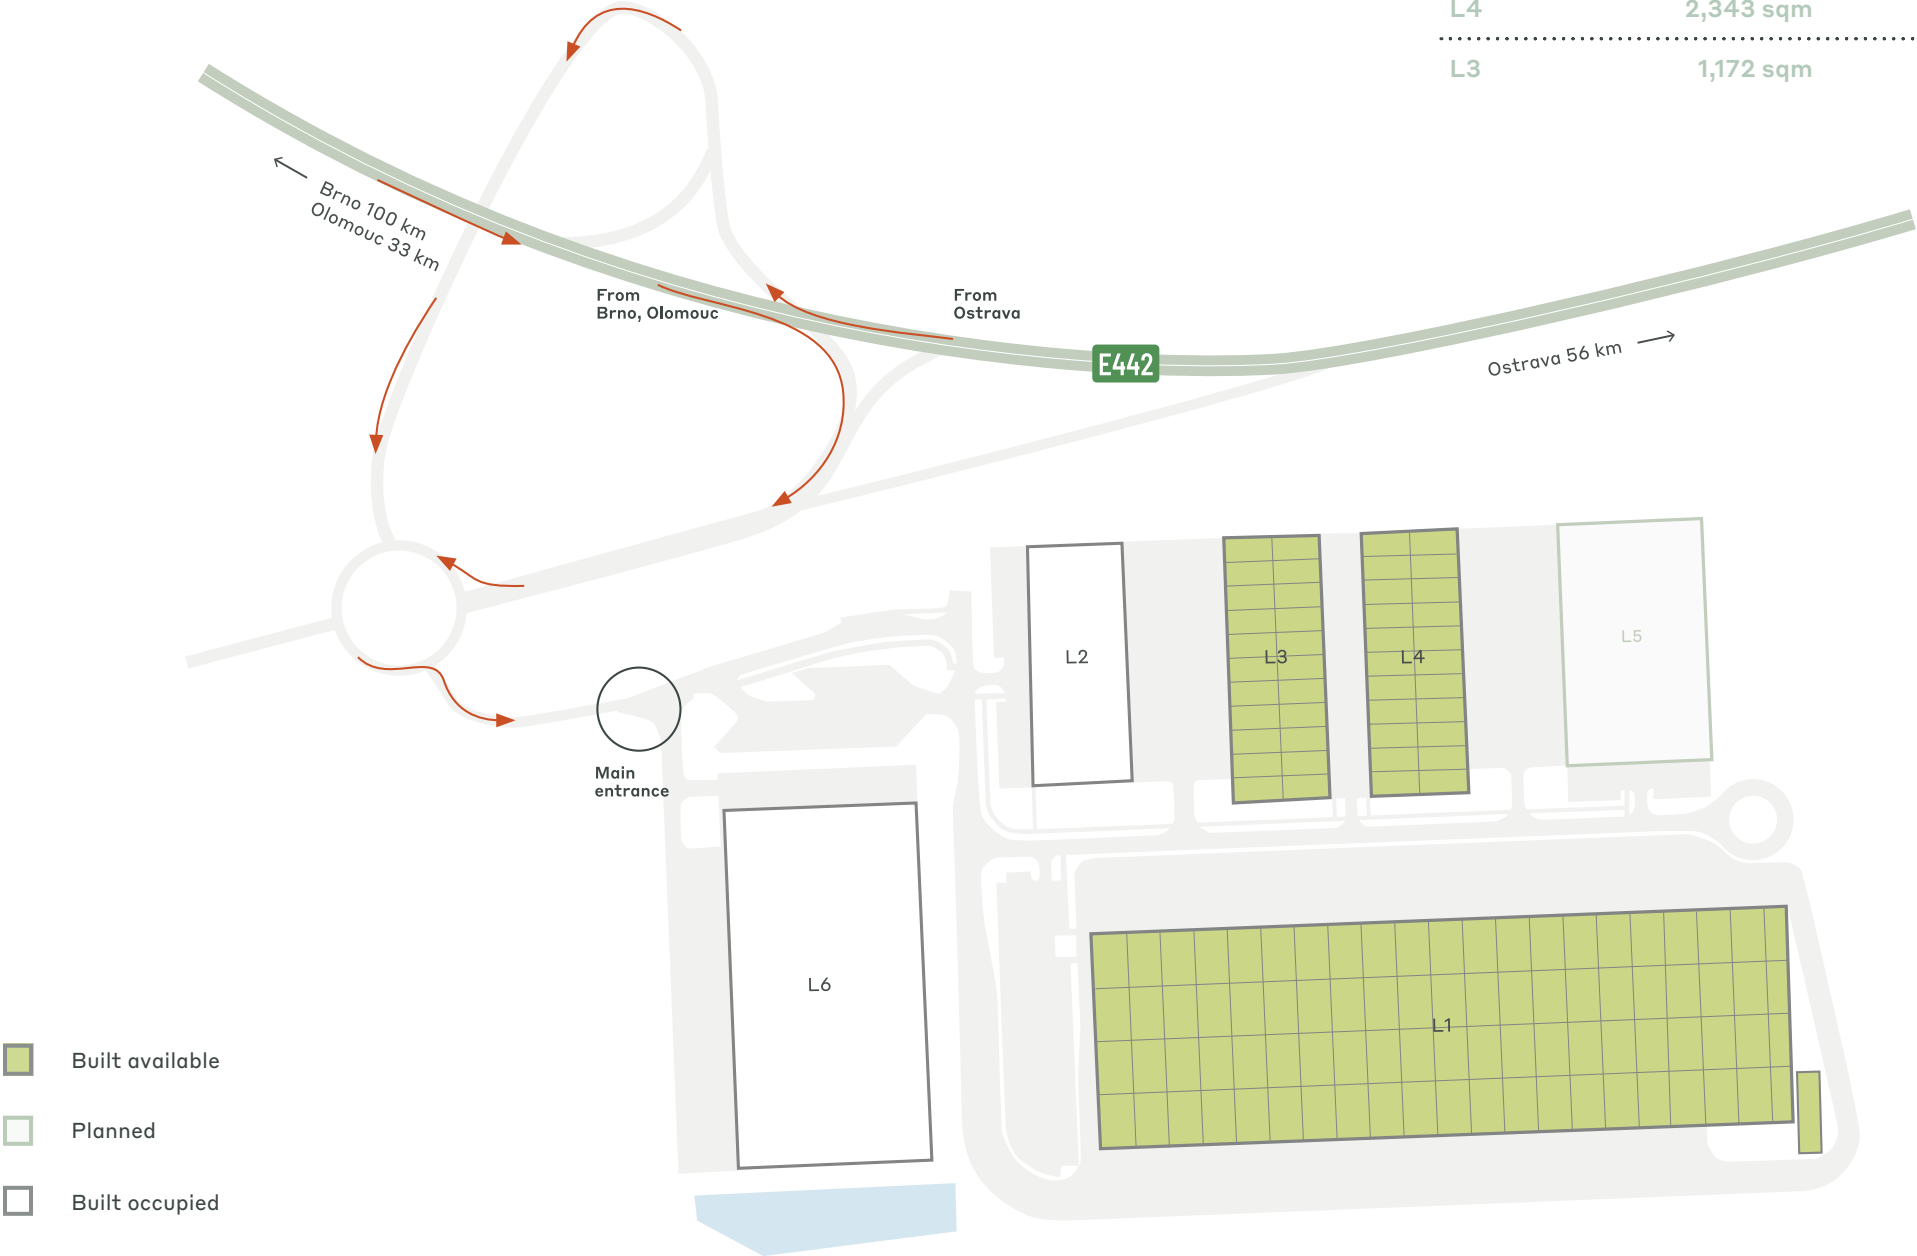 L4 2,343 sqm
L3 1,172 sqm
Brno 100 km
Olomouc 33 km
From
Brno, Olomouc
From
Ostrava
E442
Ostrava 56 km
L2
L3
L4
L5
Main
entrance
L6
L1
Built available
Planned
Built occupied